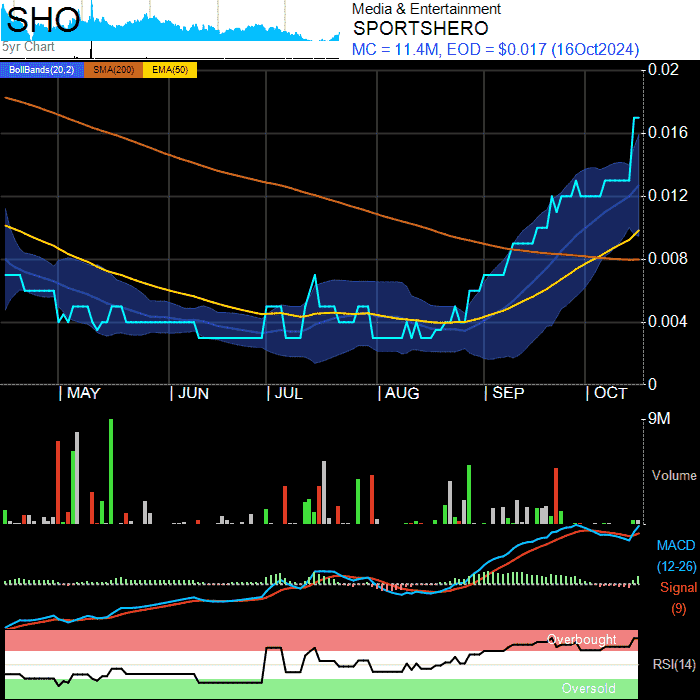 SHO
5yr Chart
Media & Entertainment
SPORTSHERO
MC = 11.4M, EOD = $0.017 (16Oct2024)
BollBands(20,2) SMA(200) EMA(50)
0.02
0.016
0.012
0.008
0.004
0
MAY JUN JUL AUG SEP OCT
9M
Volume
MACD
(12-26)
Signal
(9)
Overbought
RSI(14)
Oversold